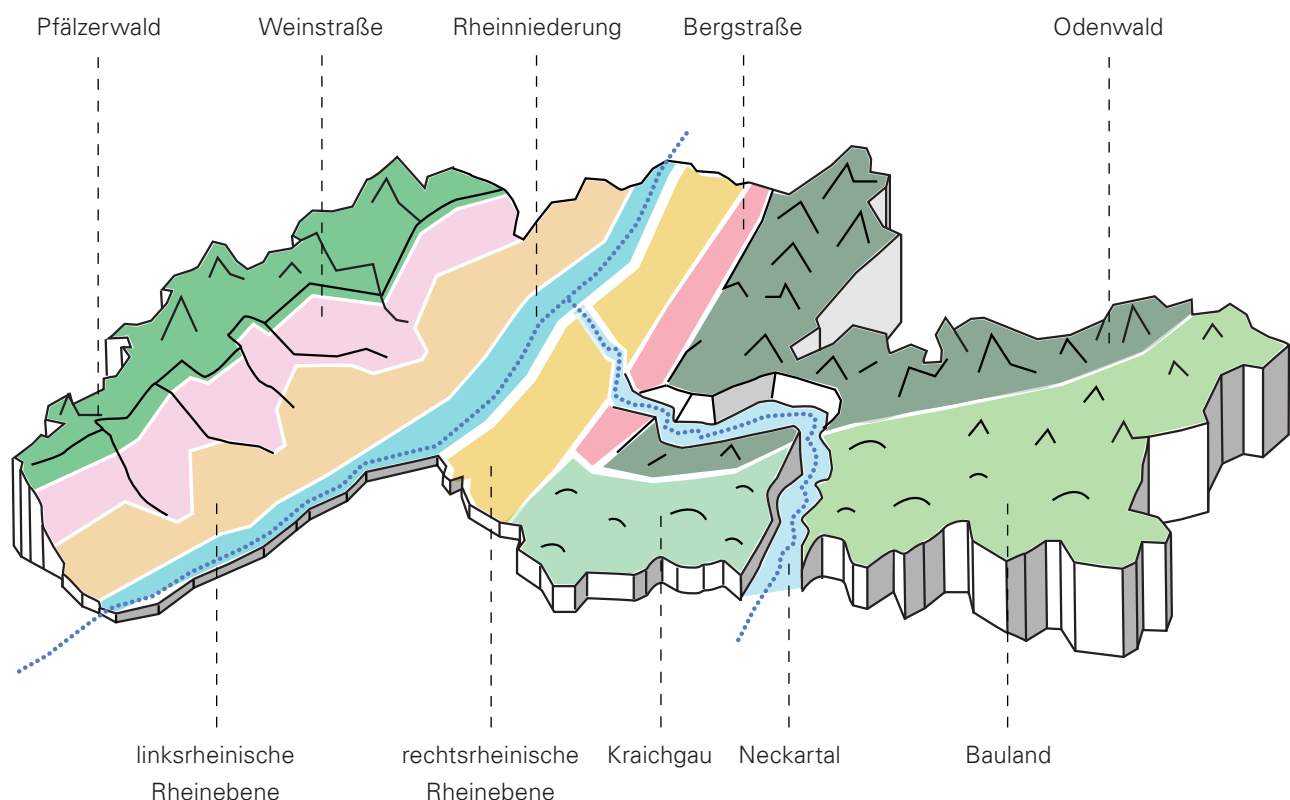 Pfälzerwald
Weinstraße
Rheinniederung
Bergstraße
Odenwald
linksrheinische
Rheinebene
rechtsrheinische
Rheinebene
Kraichgau
Neckartal
Bauland